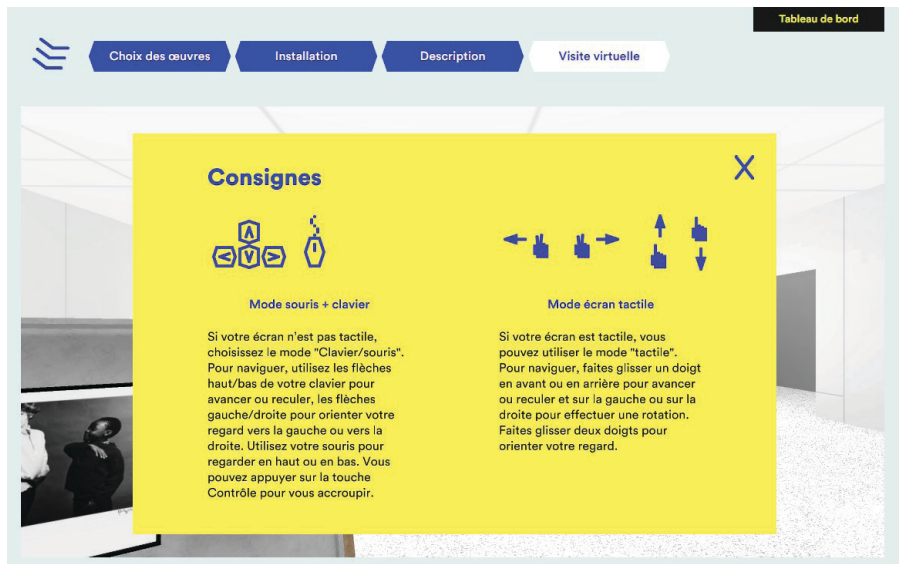 Tableau de bord
Choix des œuvres
Installation
Description
Visite virtuelle
Consignes
X
Mode souris + clavier
Si votre écran n'est pas tactile,
choisissez le mode "Clavier/souris".
Pour naviguer, utilisez les flèches
haut/bas de votre clavier pour
avancer ou reculer, les flèches
gauche/droite pour orienter votre
regard vers la gauche ou vers la
droite. Utilisez votre souris pour
regarder en haut ou en bas. Vous
pouvez appuyer sur la touche
Contrôle pour vous accroupir.
Mode écran tactile
Si votre écran est tactile, vous
pouvez utiliser le mode "tactile".
Pour naviguer, faites glisser un doigt
en avant ou en arrière pour avancer
ou reculer et sur la gauche ou sur la
droite pour effectuer une rotation.
Faites glisser deux doigts pour
orienter votre regard.